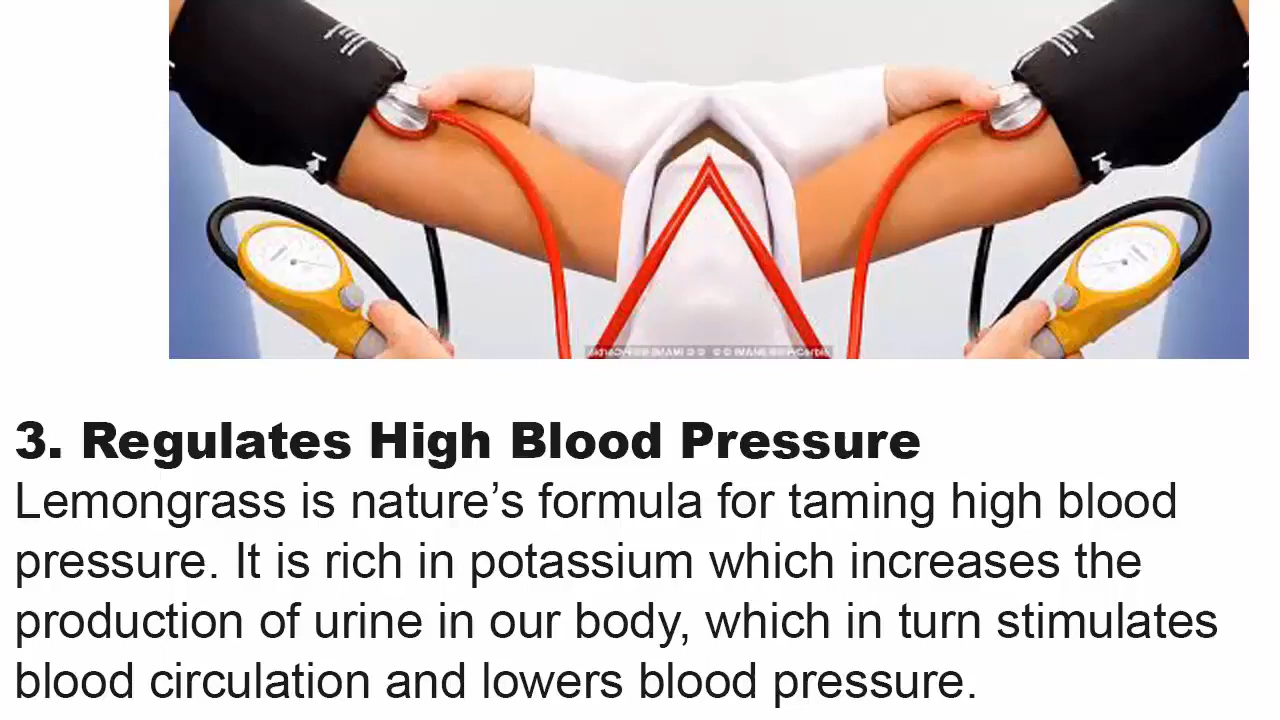 3. Regulates High Blood Pressure
Lemongrass is nature’s formula for taming high blood
pressure. It is rich in potassium which increases the
production of urine in our body, which in turn stimulates
blood circulation and lowers blood pressure.